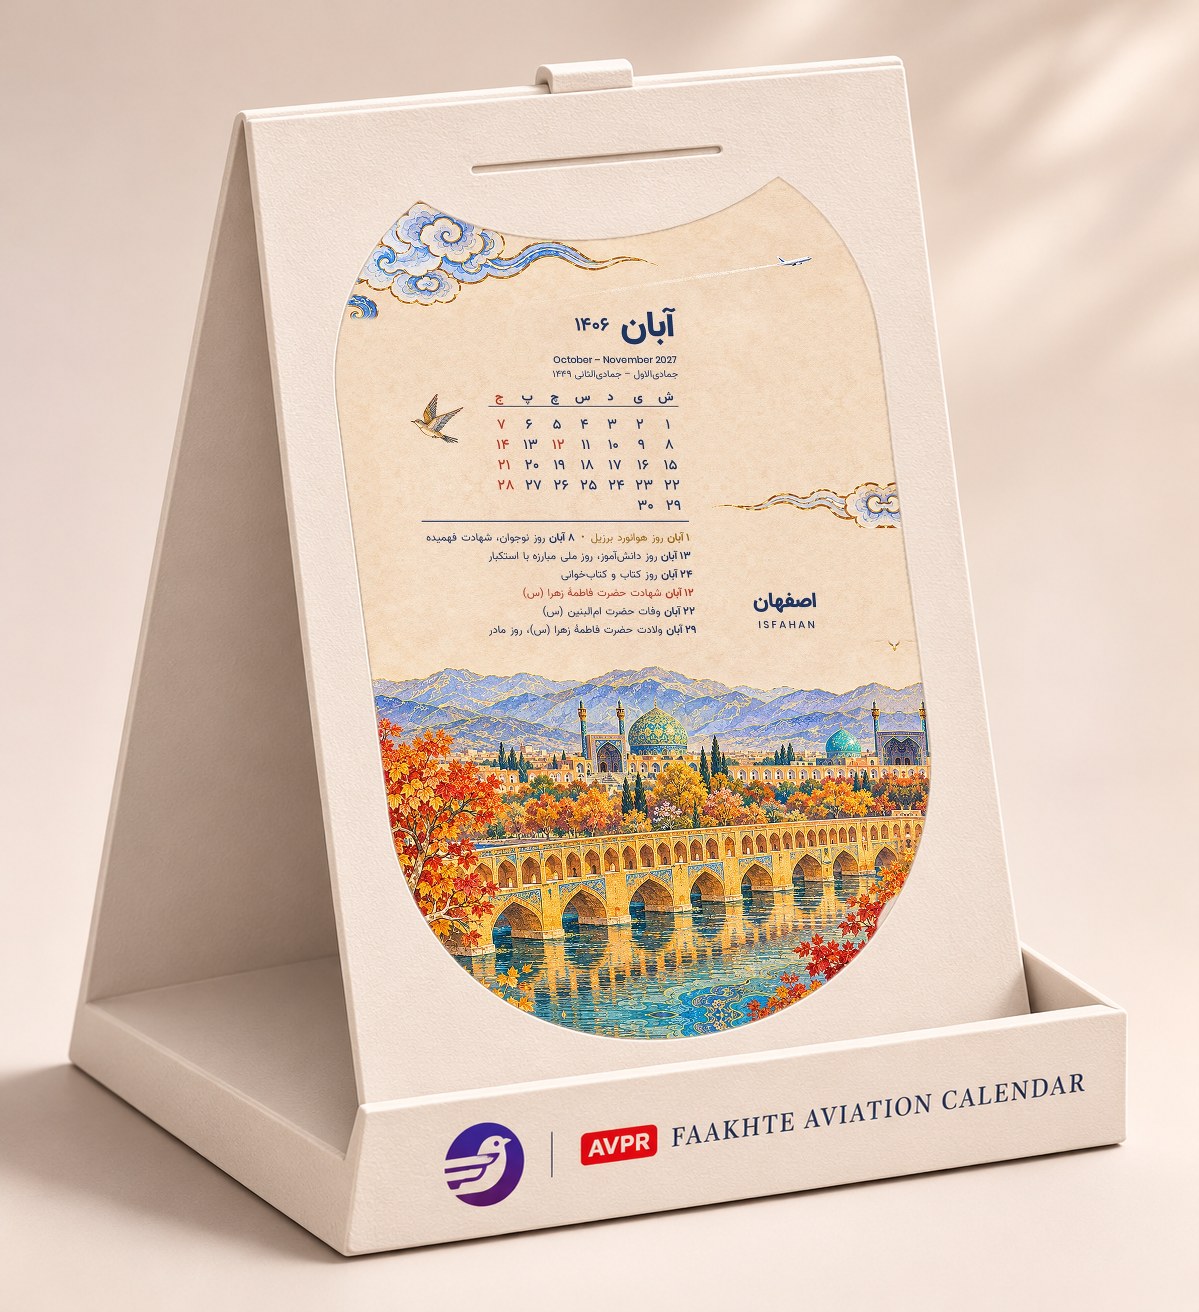 آبان ۱۴۰۶
October – November 2027
جمادی‌الاول – جمادی‌الثانی ۱۴۴۹
ش ی د س چ پ ج
۱ ۲ ۳ ۴ ۵ ۶ ۷
۸ ۹ ۱۰ ۱۱ ۱۲ ۱۳ ۱۴
۱۵ ۱۶ ۱۷ ۱۸ ۱۹ ۲۰ ۲۱
۲۲ ۲۳ ۲۴ ۲۵ ۲۶ ۲۷ ۲۸
۲۹ ۳۰
۱ آبان روز هوانورد برزیل • ۸ آبان روز نوجوان، شهادت فهمیده
۱۳ آبان روز دانش‌آموز، روز ملی مبارزه با استکبار
۲۴ آبان روز کتاب و کتاب‌خوانی
۱۲ آبان شهادت حضرت فاطمهٔ زهرا (س)
۲۲ آبان وفات حضرت ام‌البنین (س)
۲۹ آبان ولادت حضرت فاطمهٔ زهرا (س)، روز مادر
اصفهان
ISFAHAN
AVPR FAAKHTE AVIATION CALENDAR